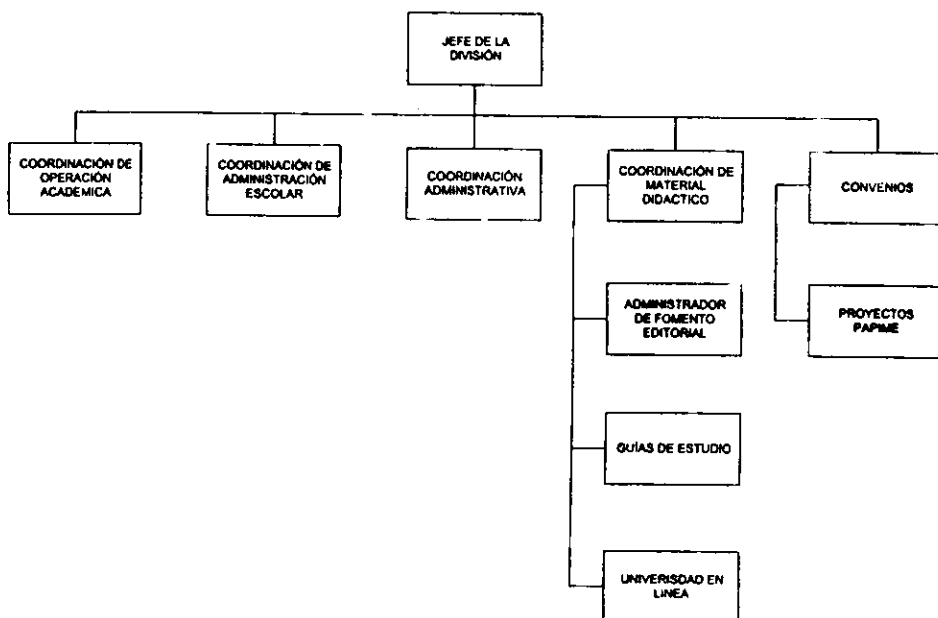 JEFE DE LA
DIVISIÓN
COORDINACIÓN DE
OPERACIÓN
ACADEMICA
COORDINACIÓN DE
ADMINISTRACIÓN
ESCOLAR
COORDINACIÓN
ADMINISTRATIVA
COORDINACIÓN DE
MATERIAL
DIDACTICO
CONVENIOS
ADMINISTRADOR
DE FOMENTO
EDITORIAL
PROYECTOS
PAPIME
GUÍAS DE ESTUDIO
UNIVERISDAD EN
LINEA